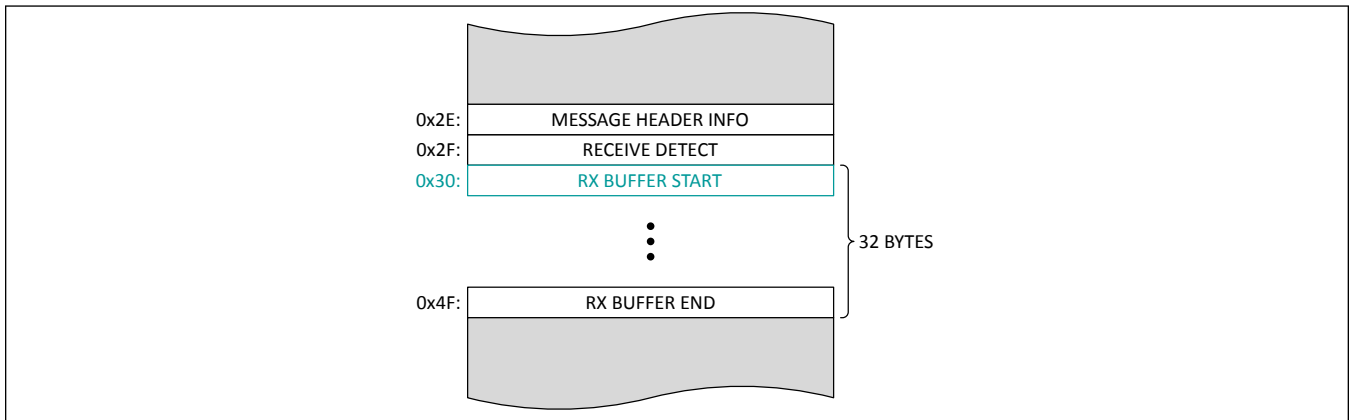 0x2E: MESSAGE HEADER INFO
0x2F: RECEIVE DETECT
0x30: RX BUFFER START
32 BYTES
0x4F: RX BUFFER END